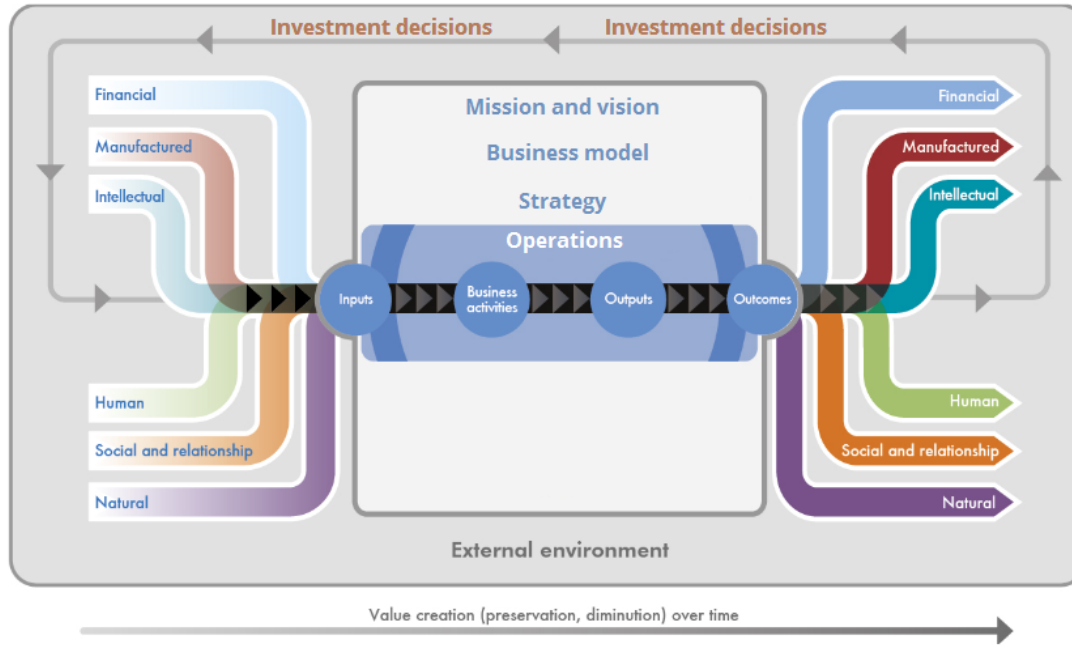 Investment decisions
Investment decisions
Financial
Manufactured
Intellectual
Human
Social and relationship
Natural
Mission and vision
Business model
Strategy
Operations
Inputs
Business
activities
Outputs
Outcomes
Financial
Manufactured
Intellectual
Human
Social and relationship
Natural
External environment
Value creation (preservation, diminution) over time